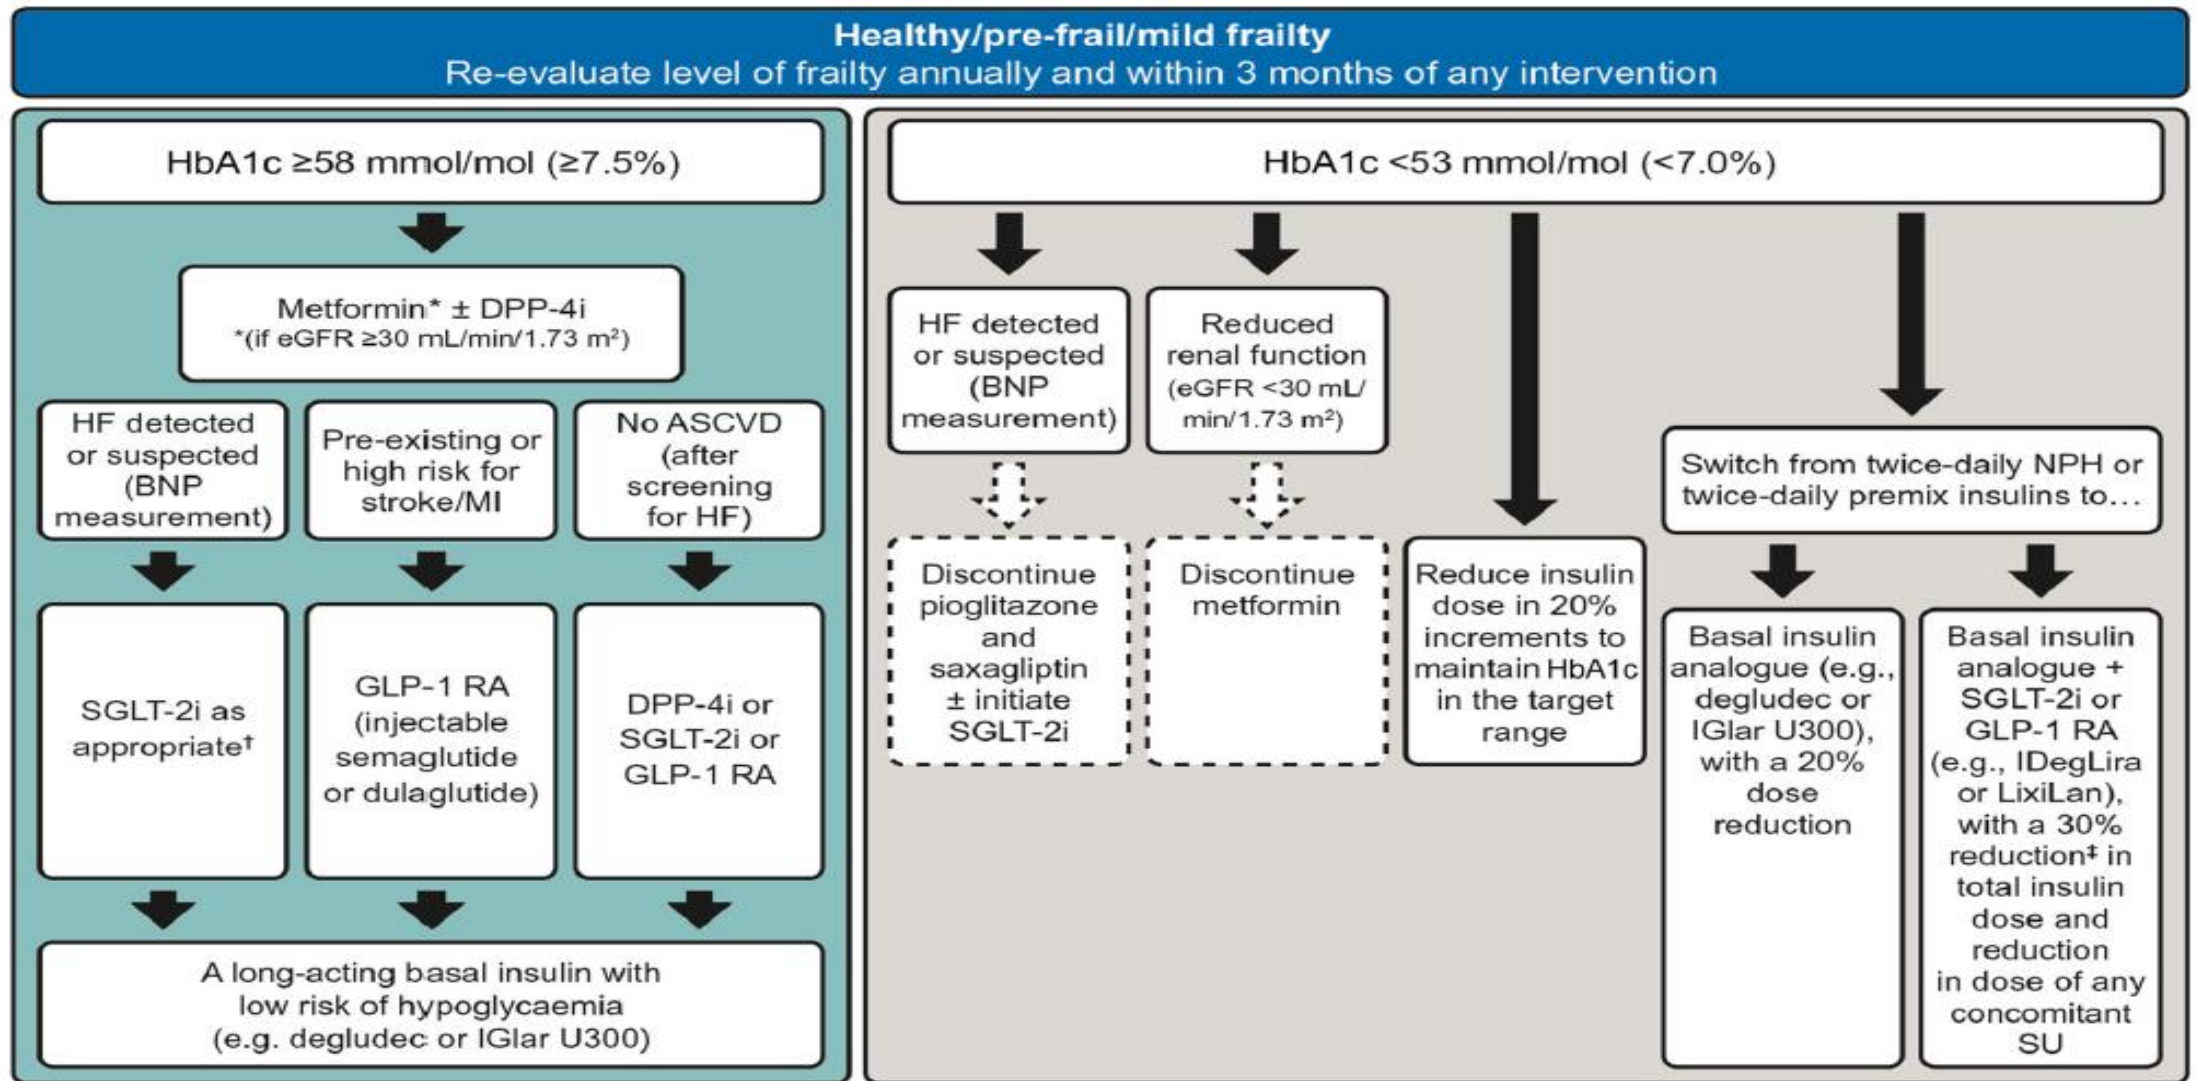 Healthy/pre-frail/mild frailty
Re-evaluate level of frailty annually and within 3 months of any intervention
HbA1c ≥58 mmol/mol (≥7.5%)
Metformin* ± DPP-4i
*(if eGFR ≥30 mL/min/1.73 m²)
HF detected
or suspected
(BNP
measurement)
Pre-existing or
high risk for
stroke/MI
No ASCVD
(after
screening
for HF)
SGLT-2i as
appropriate†
GLP-1 RA
(injectable
semaglutide
or dulaglutide)
DPP-4i or
SGLT-2i or
GLP-1 RA
A long-acting basal insulin with
low risk of hypoglycaemia
(e.g. degludec or IGlar U300)
HbA1c <53 mmol/mol (<7.0%)
HF detected
or suspected
(BNP
measurement)
Reduced
renal function
(eGFR <30 mL/
min/1.73 m²)
Discontinue
pioglitazone
and
saxagliptin
± initiate
SGLT-2i
Discontinue
metformin
Reduce insulin
dose in 20%
increments to
maintain HbA1c
in the target
range
Switch from twice-daily NPH or
twice-daily premix insulins to...
Basal insulin
analogue (e.g.,
degludec or
IGlar U300),
with a 20%
dose
reduction
Basal insulin
analogue +
SGLT-2i or
GLP-1 RA
(e.g., IDegLira
or LixiLan),
with a 30%
reduction‡ in
total insulin
dose and
reduction
in dose of any
concomitant
SU